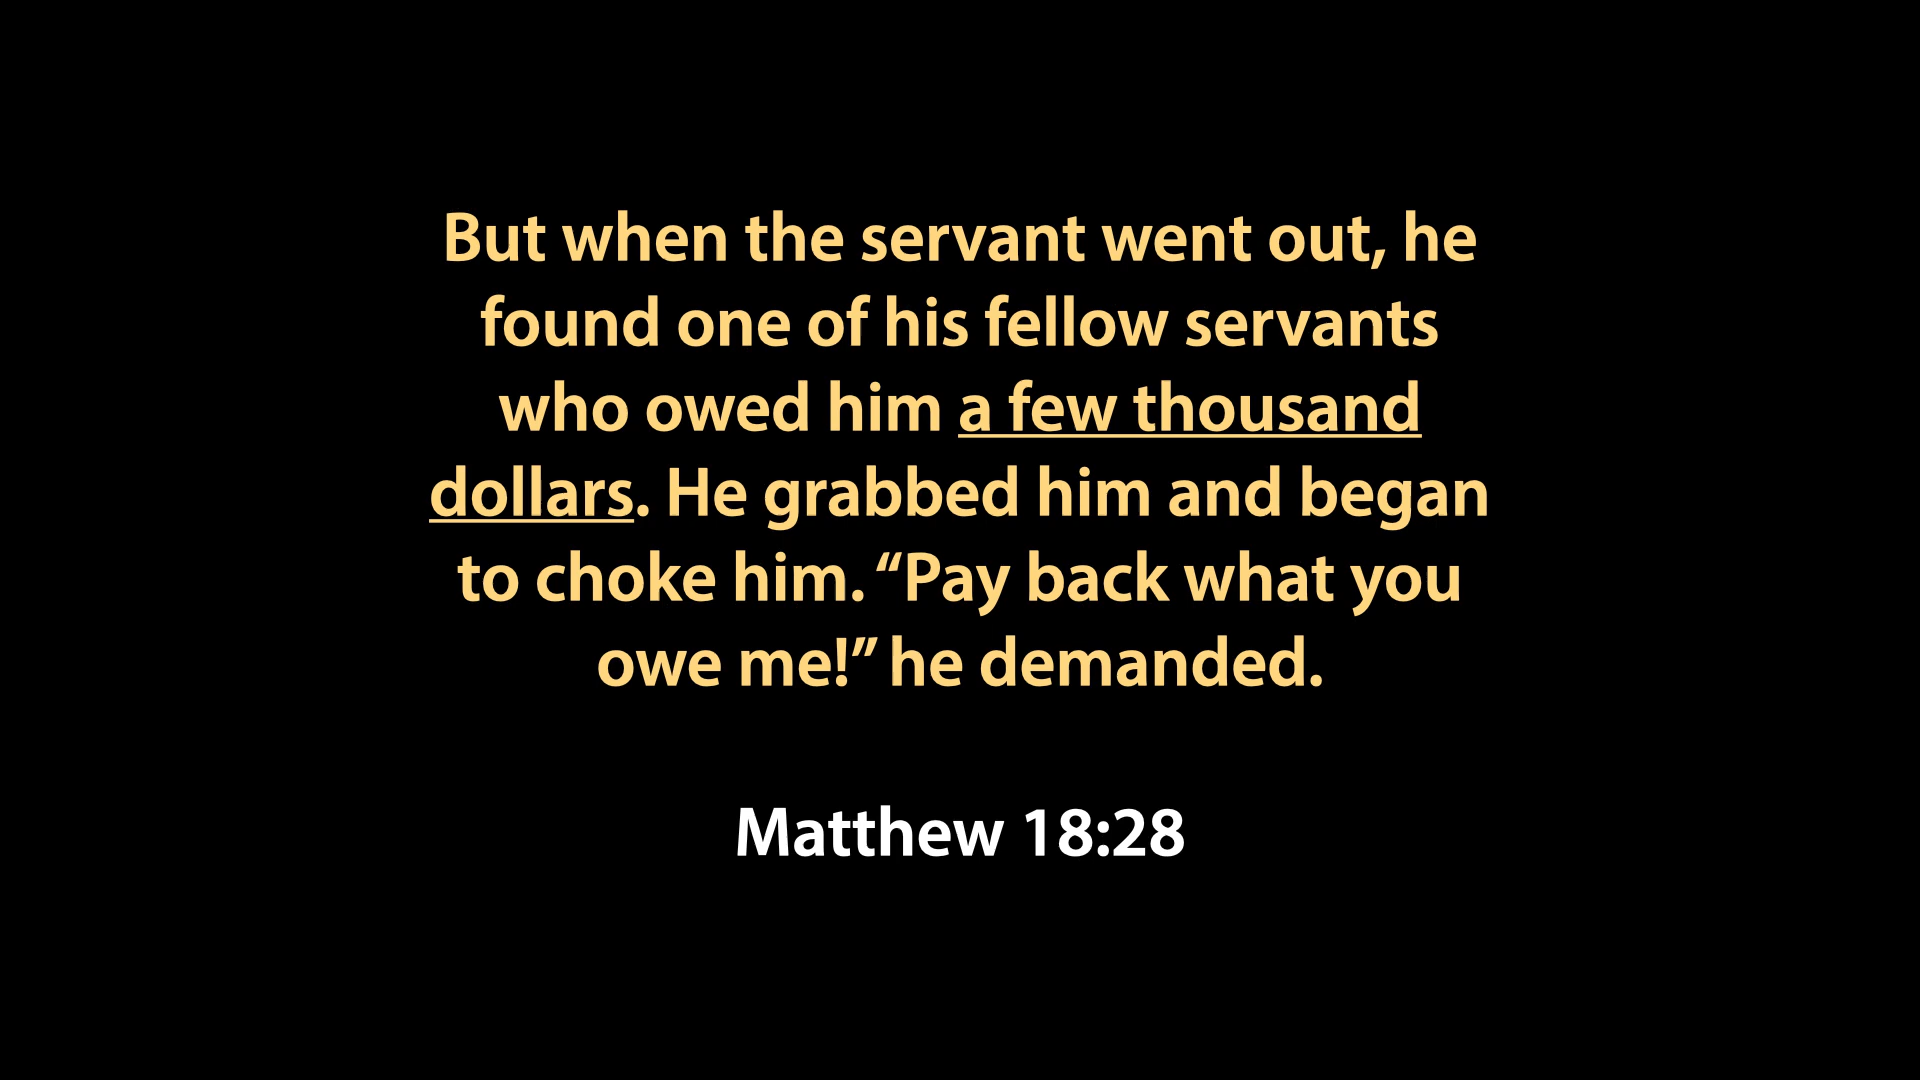 But when the servant went out, he
found one of his fellow servants
who owed him a few thousand
dollars. He grabbed him and began
to choke him. “Pay back what you
owe me!” he demanded.
Matthew 18:28